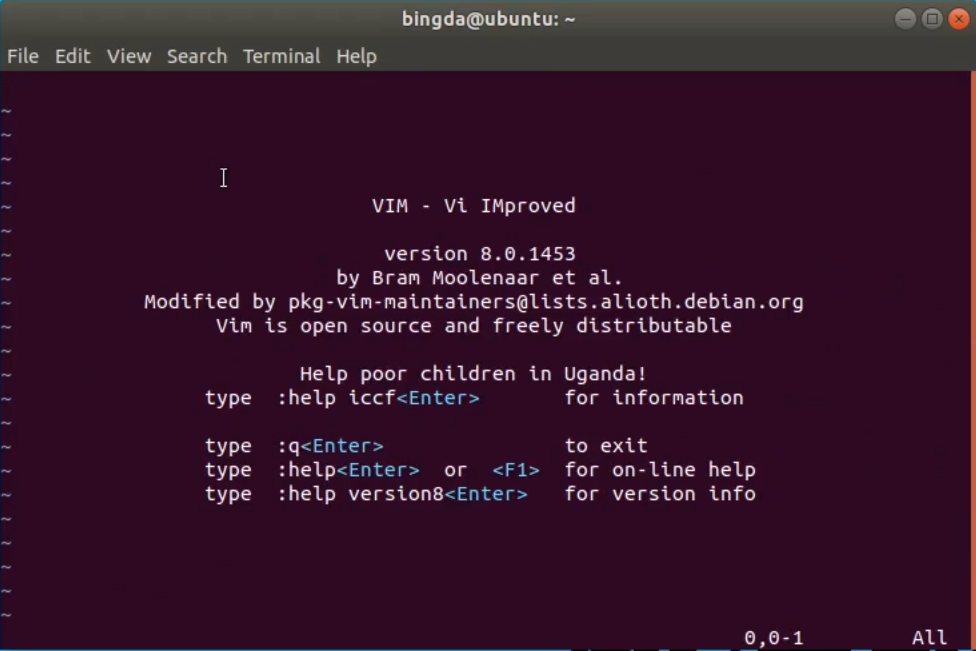 bingda@ubuntu: ~
File Edit View Search Terminal Help
~
~
~
~
~ VIM - Vi IMproved
~
~ version 8.0.1453
~ by Bram Moolenaar et al.
~ Modified by pkg-vim-maintainers@lists.alioth.debian.org
~ Vim is open source and freely distributable
~
~ Help poor children in Uganda!
~ type :help iccf<Enter> for information
~
~ type :q<Enter> to exit
~ type :help<Enter> or <F1> for on-line help
~ type :help version8<Enter> for version info
~
~
~
~
~
0,0-1 All